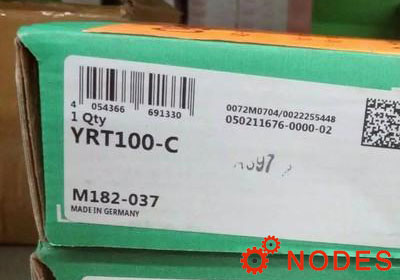 4 054366 691330
1 Qty
YRT100-C
0072M0704/0022255448
050211676-0000-02
M182-037
MADE IN GERMANY
NODES